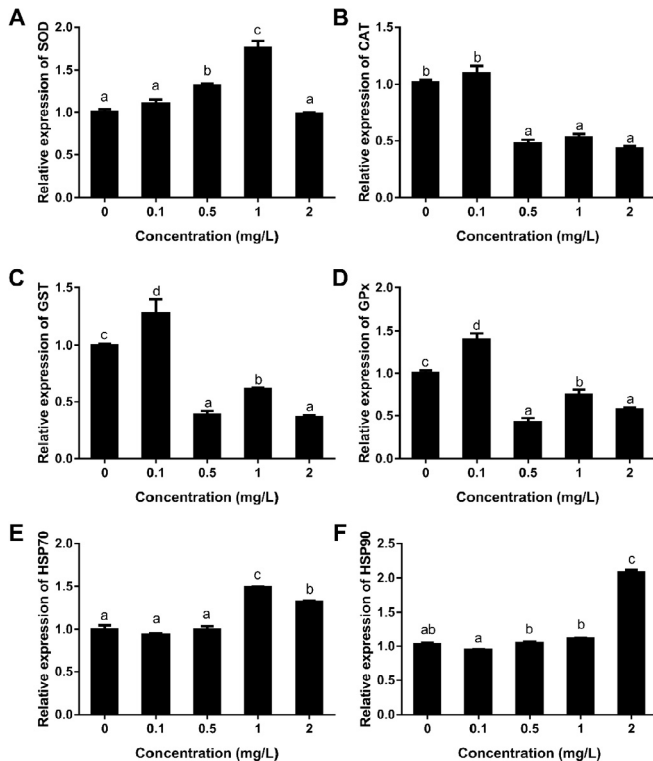 A
Relative expression of SOD
2.0
1.5
1.0
0.5
0.0
a
a
b
c
a
0
0.1
0.5
1
2
Concentration (mg/L)
B
Relative expression of CAT
1.5
1.0
0.5
0.0
b
b
a
a
a
0
0.1
0.5
1
2
Concentration (mg/L)
C
Relative expression of GST
1.5
1.0
0.5
0.0
c
d
a
b
a
0
0.1
0.5
1
2
Concentration (mg/L)
D
Relative expression of GPx
2.0
1.5
1.0
0.5
0.0
c
d
a
b
a
0
0.1
0.5
1
2
Concentration (mg/L)
E
Relative expression of HSP70
2.0
1.5
1.0
0.5
0.0
a
a
a
c
b
0
0.1
0.5
1
2
Concentration (mg/L)
F
Relative expression of HSP90
2.5
2.0
1.5
1.0
0.5
0.0
ab
a
b
b
c
0
0.1
0.5
1
2
Concentration (mg/L)